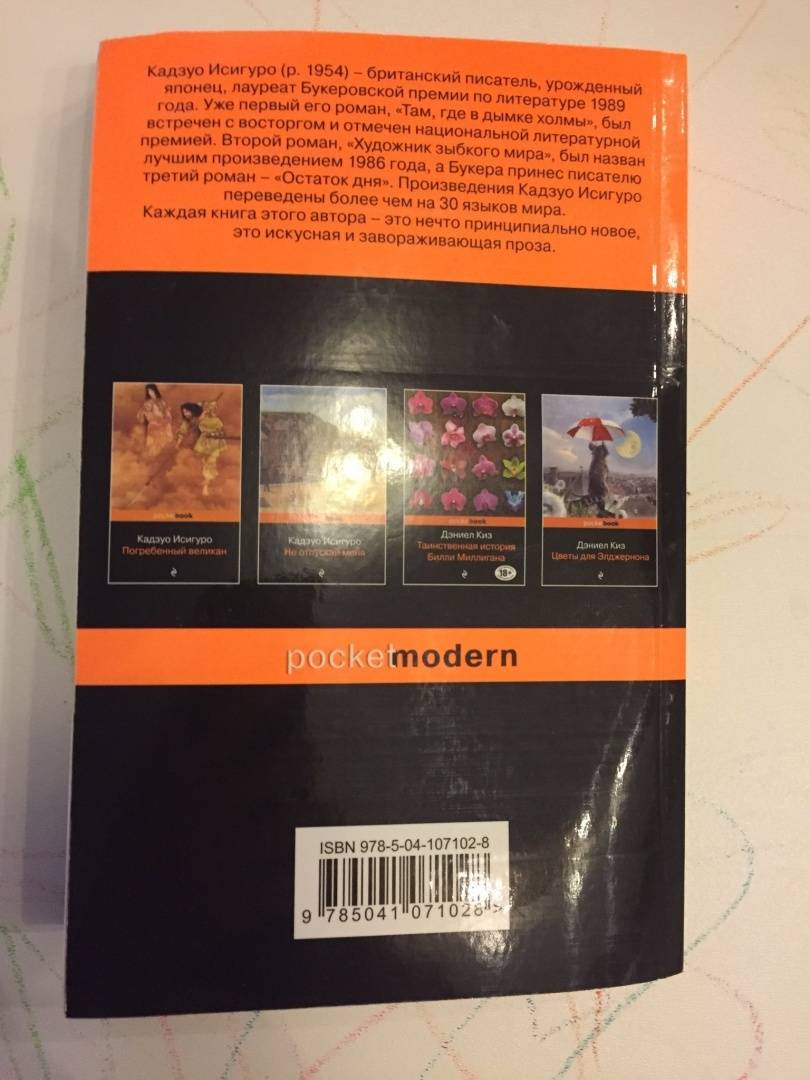 Кадзуо Исигуро (р. 1954) – британский писатель, урожденный
японец, лауреат Букеровской премии по литературе 1989
года. Уже первый его роман, «Там, где в дымке холмы», был
встречен с восторгом и отмечен национальной литературной
премией. Второй роман, «Художник зыбкого мира», был назван
лучшим произведением 1986 года, а Букера принес писателю
третий роман – «Остаток дня». Произведения Кадзуо Исигуро
переведены более чем на 30 языков мира.
Каждая книга этого автора – это нечто принципиально новое,
это искусная и завораживающая проза.
pocketbook
Кадзуо Исигуро
Погребенный великан
pocketbook
Кадзуо Исигуро
Не отпускай меня
pocketbook
Дэниел Киз
Таинственная история
Билли Миллигана
18+
pocketbook
Дэниел Киз
Цветы для Элджернона
pocketmodern
ISBN 978-5-04-107102-8
9 785041 071028 >